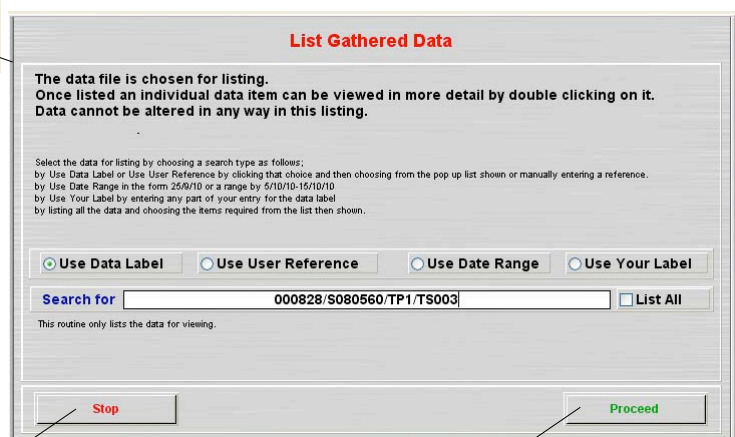 List Gathered Data
The data file is chosen for listing.
Once listed an individual data item can be viewed in more detail by double clicking on it.
Data cannot be altered in any way in this listing.
Select the data for listing by choosing a search type as follows;
by Use Data Label or Use User Reference by clicking that choice and then choosing from the pop up list shown or manually entering a reference.
by Use Date Range in the form 25/9/10 or a range by 5/10/10-15/10/10
by Use Your Label by entering any part of your entry for the data label
by listing all the data and choosing the items required from the list then shown.
Use Data Label Use User Reference Use Date Range Use Your Label
Search for 000828/S080560/TP1/TS003 List All
This routine only lists the data for viewing.
Stop Proceed